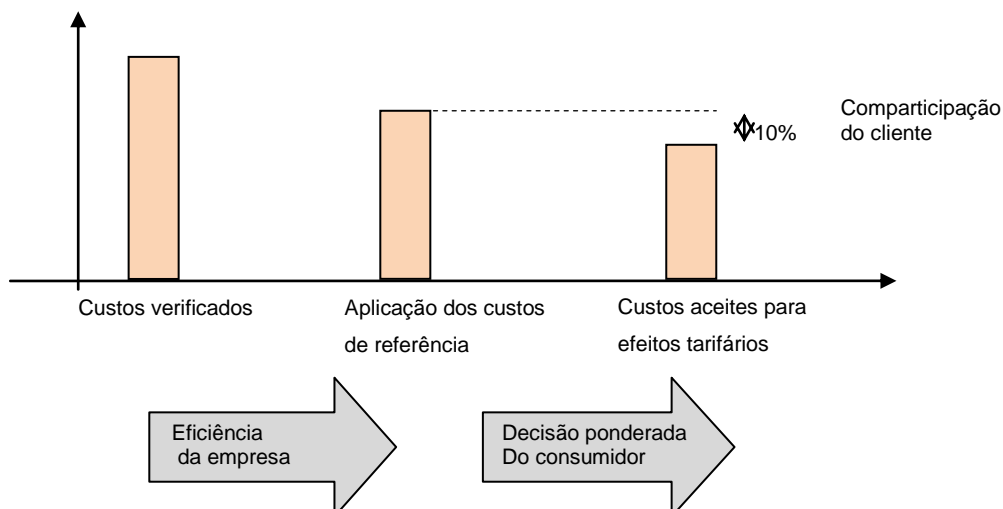 Comparticipação
do cliente
10%
Custos verificados
Aplicação dos custos
de referência
Custos aceites para
efeitos tarifários
Eficiência
da empresa
Decisão ponderada
Do consumidor